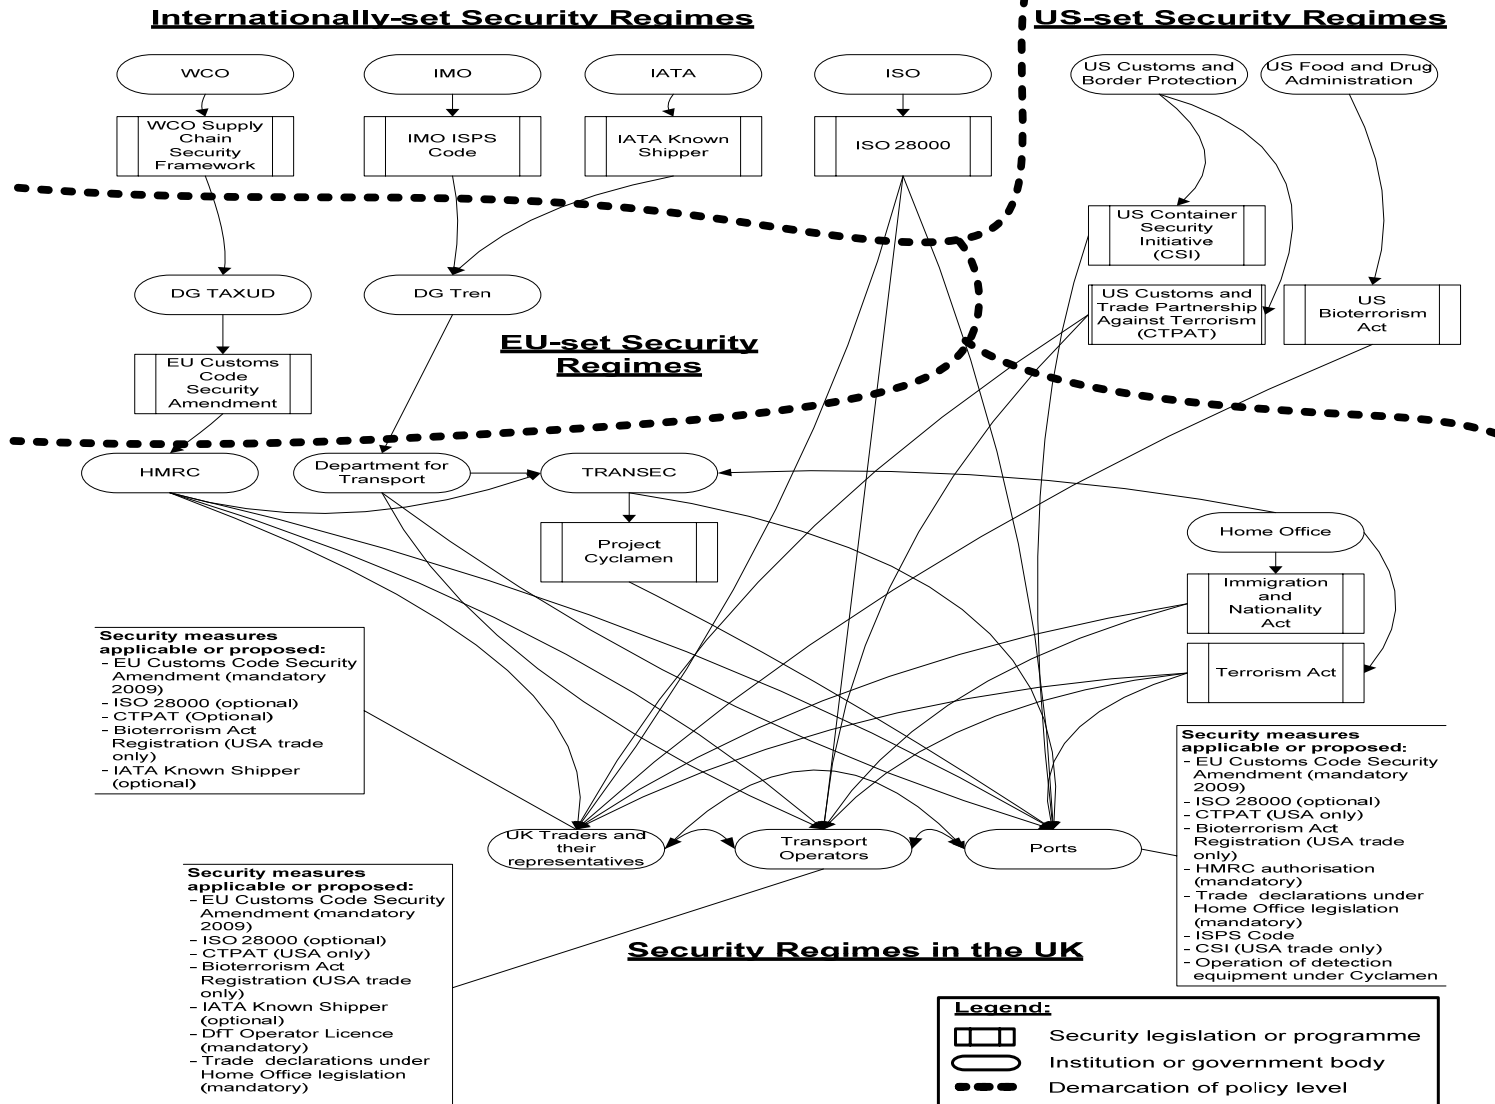 Internationally-set Security Regimes
US-set Security Regimes
WCO
IMO
IATA
ISO
US Customs and
Border Protection
US Food and Drug
Administration
WCO Supply
Chain
Security
Framework
IMO ISPS
Code
IATA Known
Shipper
ISO 28000
US Container
Security
Initiative
(CSI)
DG TAXUD
DG Tren
US Customs and
Trade Partnership
Against Terrorism
(CTPAT)
US
Bioterrorism
Act
EU-set Security
Regimes
EU Customs
Code
Security
Amendment
HMRC
Department for
Transport
TRANSEC
Home Office
Project
Cyclamen
Immigration
and
Nationality
Act
Terrorism Act
Security measures
applicable or proposed:
- EU Customs Code Security
Amendment (mandatory
2009)
- ISO 28000 (optional)
- CTPAT (Optional)
- Bioterrorism Act
Registration (USA trade
only)
- IATA Known Shipper
(optional)
UK Traders and
their
representatives
Transport
Operators
Ports
Security measures
applicable or proposed:
- EU Customs Code Security
Amendment (mandatory
2009)
- ISO 28000 (optional)
- CTPAT (USA only)
- Bioterrorism Act
Registration (USA trade
only)
- HMRC authorisation
(mandatory)
- Trade declarations under
Home Office legislation
(mandatory)
- ISPS Code
- CSI (USA trade only)
- Operation of detection
equipment under Cyclamen
Security measures
applicable or proposed:
- EU Customs Code Security
Amendment (mandatory
2009)
- ISO 28000 (optional)
- CTPAT (USA only)
- Bioterrorism Act
Registration (USA trade
only)
- IATA Known Shipper
(optional)
- DfT Operator Licence
(mandatory)
- Trade declarations under
Home Office legislation
(mandatory)
Security Regimes in the UK
Legend:
Security legislation or programme
Institution or government body
Demarcation of policy level